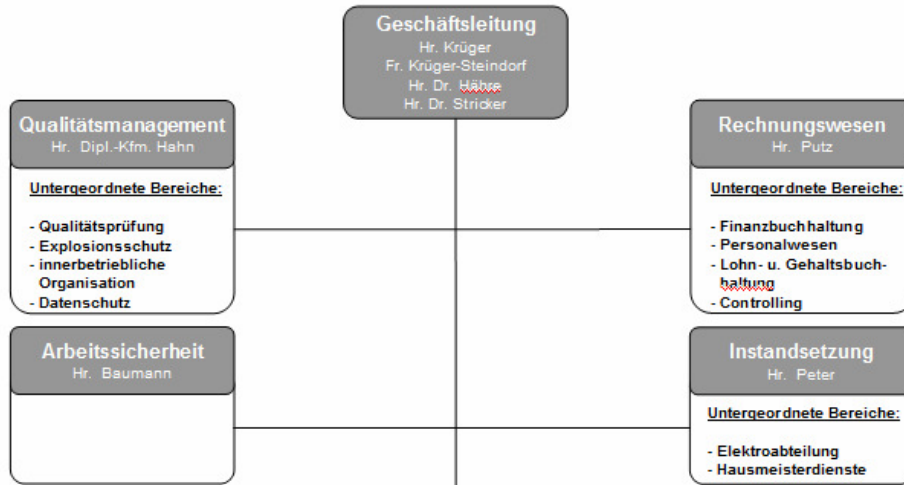 Geschäftsleitung
Hr. Krüger
Fr. Krüger-Steindorf
Hr. Dr. Hähre
Hr. Dr. Stricker
Qualitätsmanagement
Hr. Dipl.-Kfm. Hahn
Untergeordnete Bereiche:
- Qualitätsprüfung
- Explosionsschutz
- innerbetriebliche
Organisation
- Datenschutz
Rechnungswesen
Hr. Putz
Untergeordnete Bereiche:
- Finanzbuchhaltung
- Personalwesen
- Lohn- u. Gehaltsbuch-
haltung
- Controlling
Arbeitssicherheit
Hr. Baumann
Instandsetzung
Hr. Peter
Untergeordnete Bereiche:
- Elektroabteilung
- Hausmeisterdienste